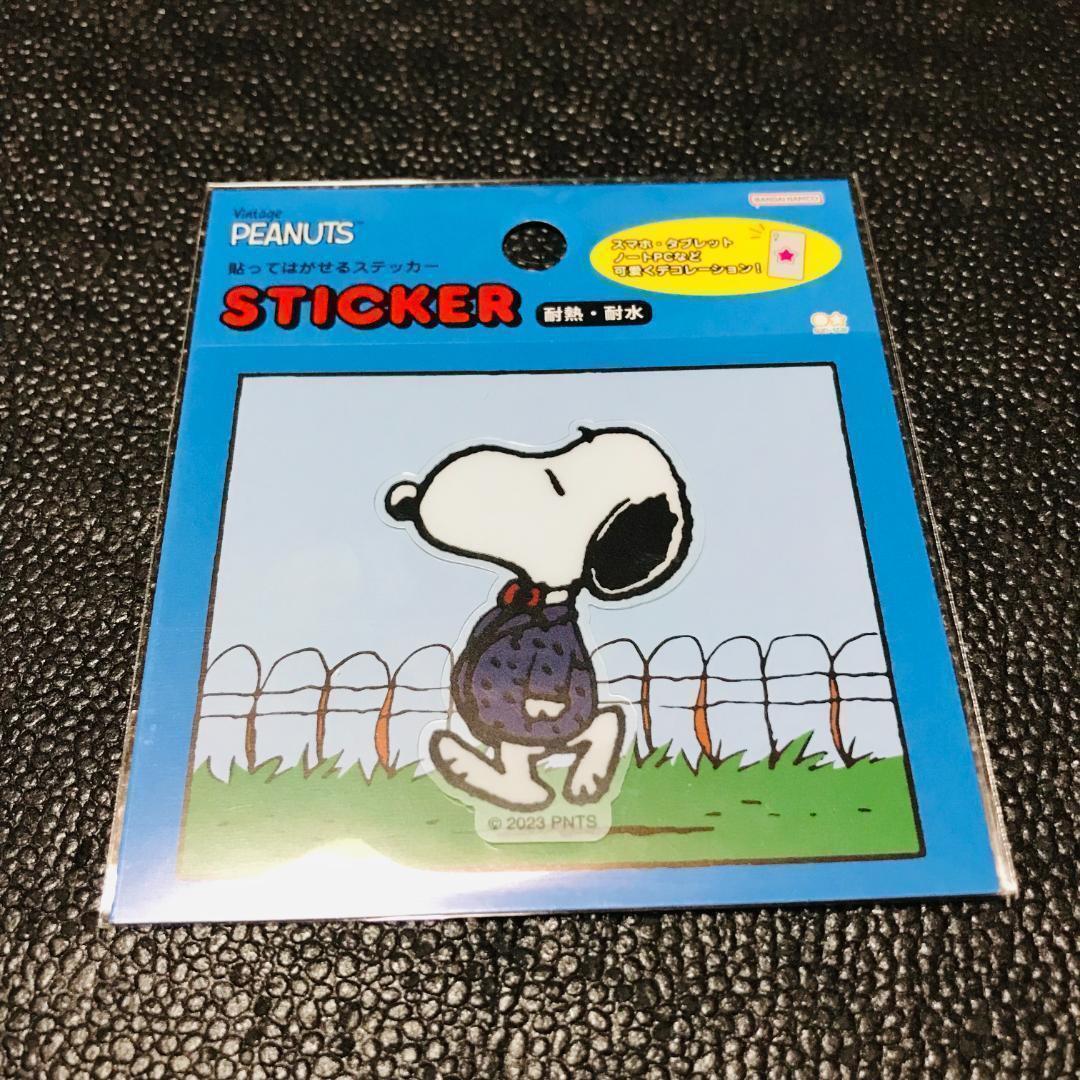 Vintage
PEANUTS™
貼ってはがせるステッカー
STICKER
耐熱・耐水
BANDAI NAMCO
スマホ・タブレット
ノートPCなど
可愛くデコレーション!
© 2023 PNTS